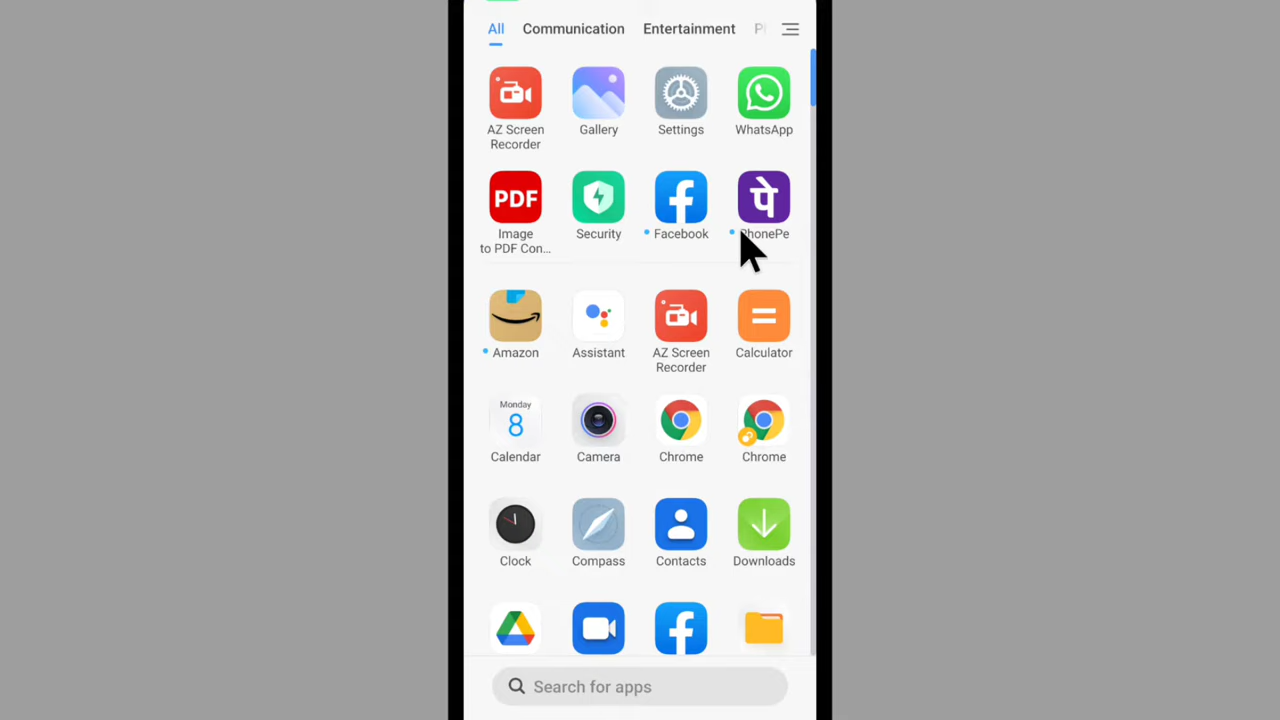 All Communication Entertainment
AZ Screen Recorder
Gallery
Settings
WhatsApp
PDF
Image to PDF Con...
Security
Facebook
पे
PhonePe
Amazon
Assistant
AZ Screen Recorder
Calculator
Monday
8
Calendar
Camera
Chrome
Chrome
Clock
Compass
Contacts
Downloads
Search for apps